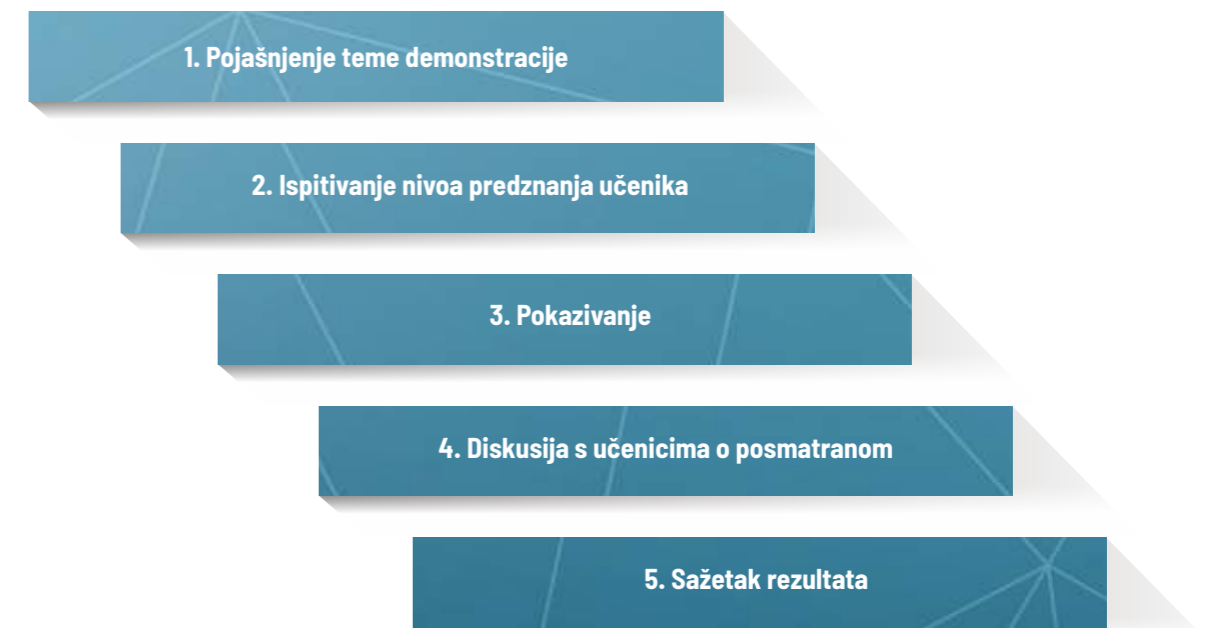 1. Pojašnjenje teme demonstracije
2. Ispitivanje nivoa predznanja učenika
3. Pokazivanje
4. Diskusija s učenicima o posmatranom
5. Sažetak rezultata